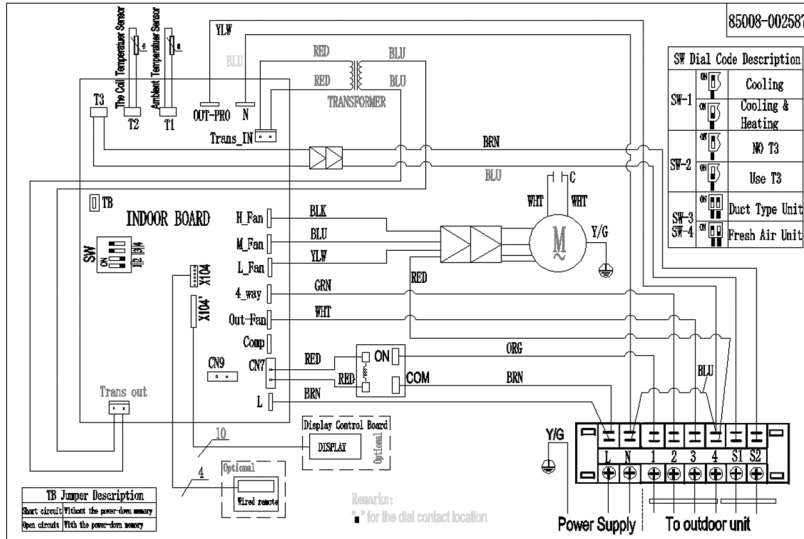 85008-002587
The Coil Temperatuer Sensor
Ambient Temperatuer Sensor
T3
T2
T1
YLW
BLU
OUT-PRO
N
RED
BLU
RED
BLU
TRANSFORMER
Trans_IN
BRN
BLU
SW Dial Code Description
SW-1
ON
Cooling
ON
Cooling &
Heating
SW-2
ON
NO T3
ON
Use T3
SW-3
ON
Duct Type Unit
SW-4
ON
Fresh Air Unit
TB
INDOOR BOARD
SW
ON
1 2 3 4
X104
X104'
H_Fan
BLK
M_Fan
BLU
L_Fan
YLW
4_way
GRN
Out-Fan
WHT
Comp
CN9
CN7
RED
RED
L
BRN
C
WHT
WHT
M
~
Y/G
RED
ON
COM
ORG
BRN
BLU
Trans out
10
4
Display Control Board
DISPLAY
Optional
Optional
Wired remote
Y/G
L N 1 2 3 4 S1 S2
Power Supply
To outdoor unit
TB Jumper Description
Short circuit Without the power-down memory
Open circuit With the power-down memory
Remarks:
"∎" for the dial contact location